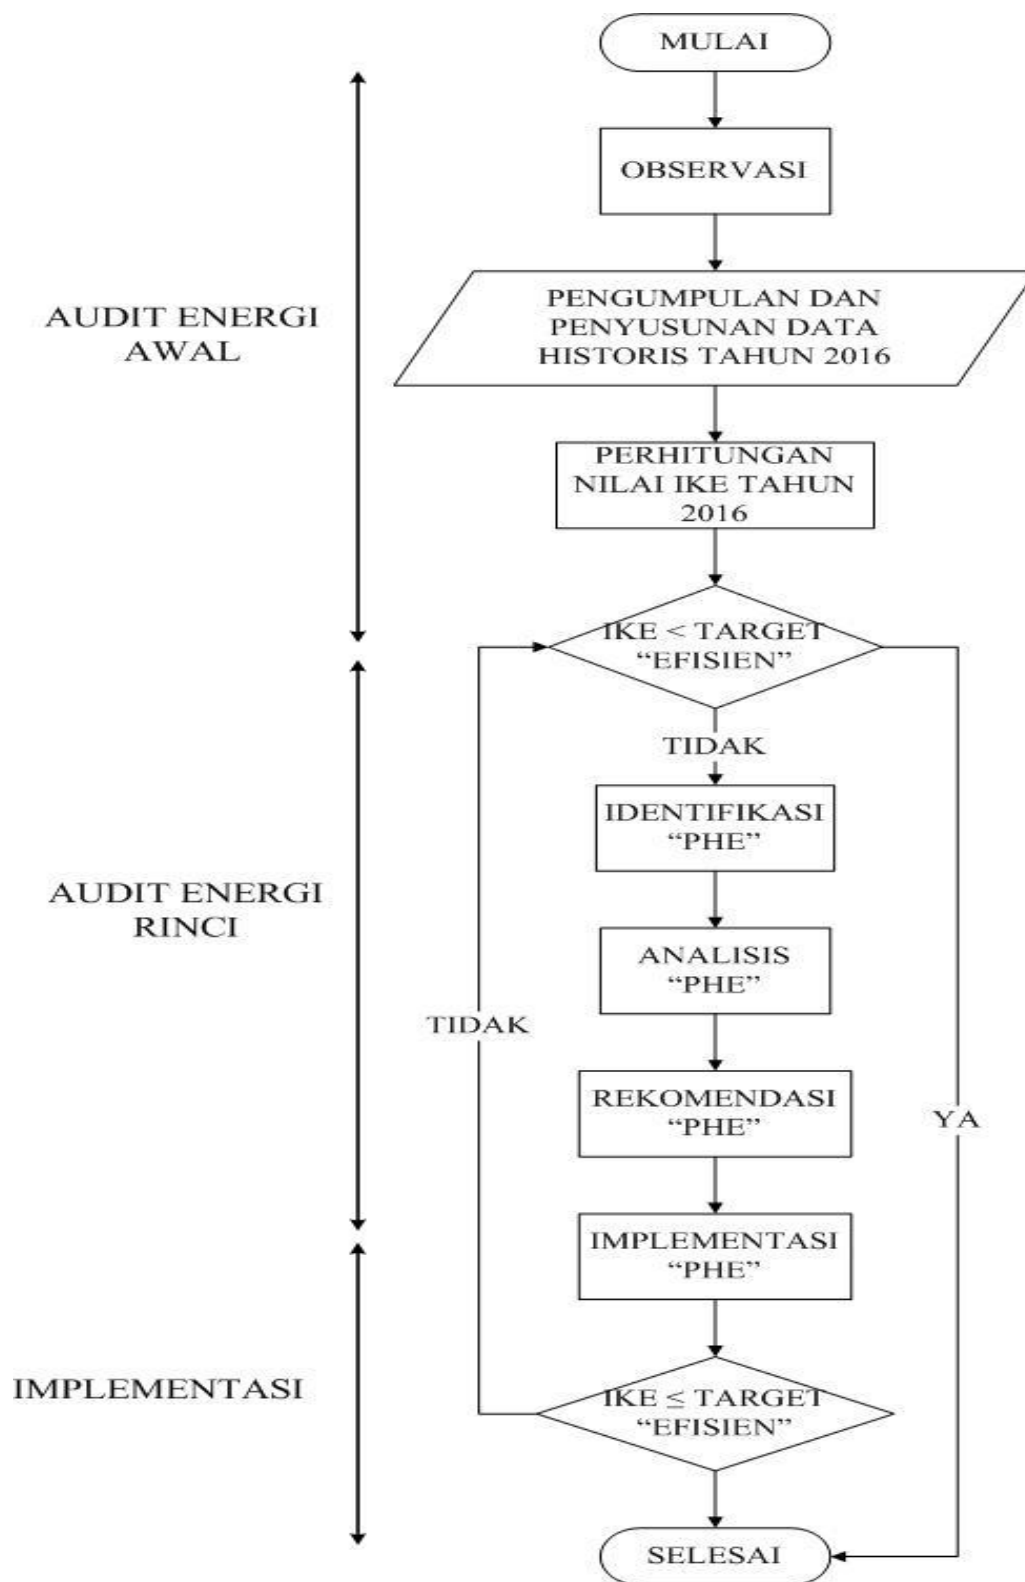 MULAI
OBSERVASI
PENGUMPULAN DAN
PENYUSUNAN DATA
HISTORIS TAHUN 2016
AUDIT ENERGI
AWAL
PERHITUNGAN
NILAI IKE TAHUN
2016
IKE < TARGET
“EFISIEN”
TIDAK
IDENTIFIKASI
“PHE”
AUDIT ENERGI
RINCI
ANALISIS
“PHE”
TIDAK
REKOMENDASI
“PHE”
YA
IMPLEMENTASI
“PHE”
IMPLEMENTASI
IKE ≤ TARGET
“EFISIEN”
SELESAI